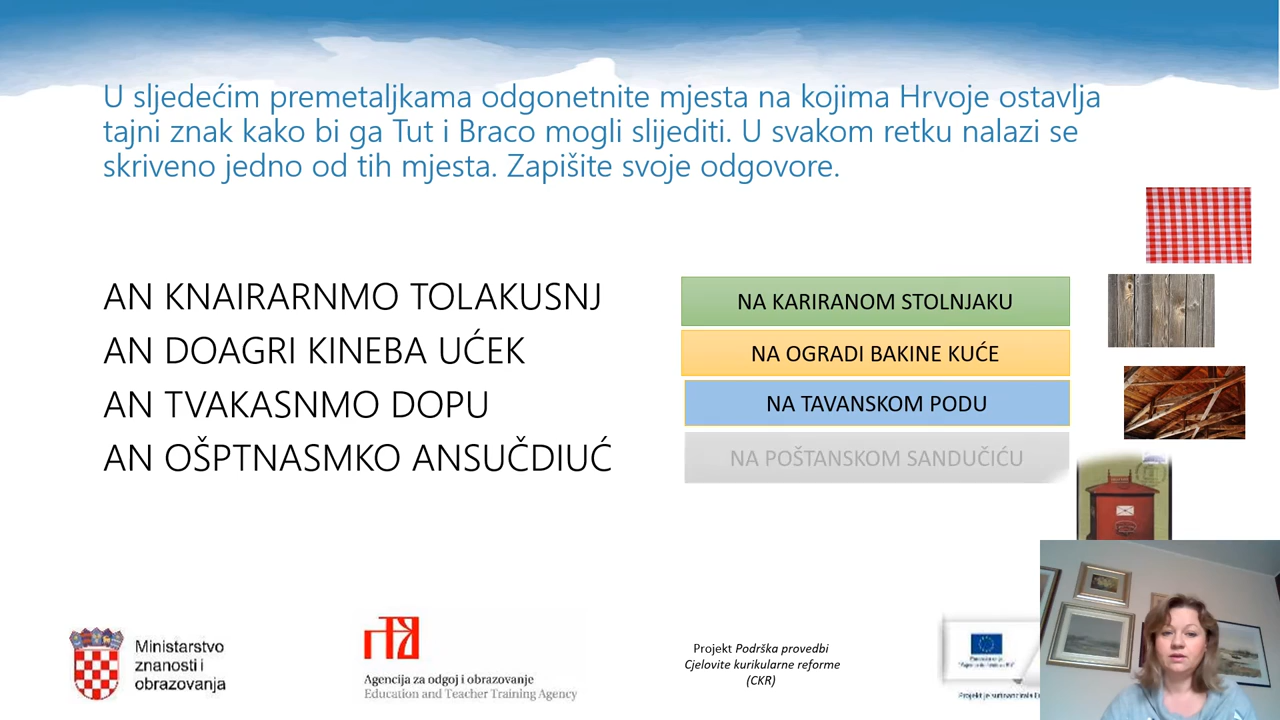 U sljedećim premetaljkama odgonetnite mjesta na kojima Hrvoje ostavlja
tajni znak kako bi ga Tut i Braco mogli slijediti. U svakom retku nalazi se
skriveno jedno od tih mjesta. Zapišite svoje odgovore.
AN KNAIRARNMO TOLAKUSNJ
AN DOAGRI KINEBA UĆEK
AN TVAKASNMO DOPU
AN OŠPTNASMKO ANSUČDIUĆ
NA KARIRANOM STOLNJAKU
NA OGRADI BAKINE KUĆE
NA TAVANSKOM PODU
NA POŠTANSKOM SANDUČIĆU
Ministarstvo
znanosti i
obrazovanja
Agencija za odgoj i obrazovanje
Education and Teacher Training Agency
Projekt Podrška provedbi
Cjelovite kurikularne reforme
(CKR)
Projekt je sufinancirala